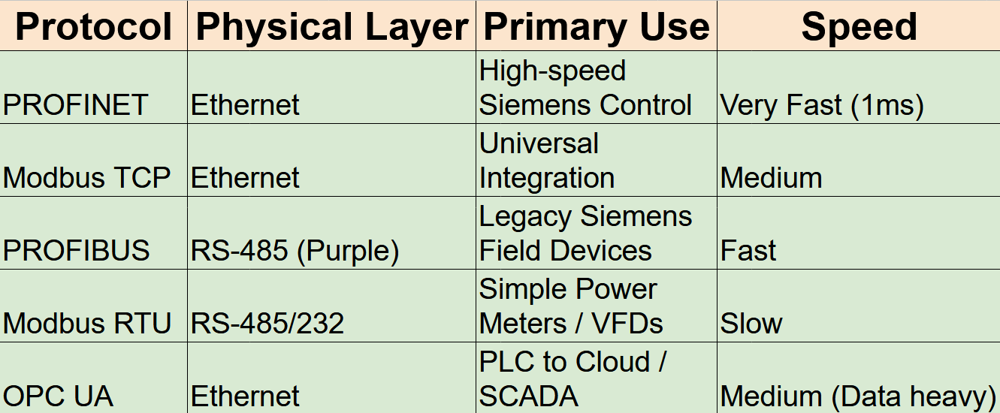 Protocol Physical Layer Primary Use Speed
PROFINET Ethernet High-speed Siemens Control Very Fast (1ms)
Modbus TCP Ethernet Universal Integration Medium
PROFIBUS RS-485 (Purple) Legacy Siemens Field Devices Fast
Modbus RTU RS-485/232 Simple Power Meters / VFDs Slow
OPC UA Ethernet PLC to Cloud / SCADA Medium (Data heavy)